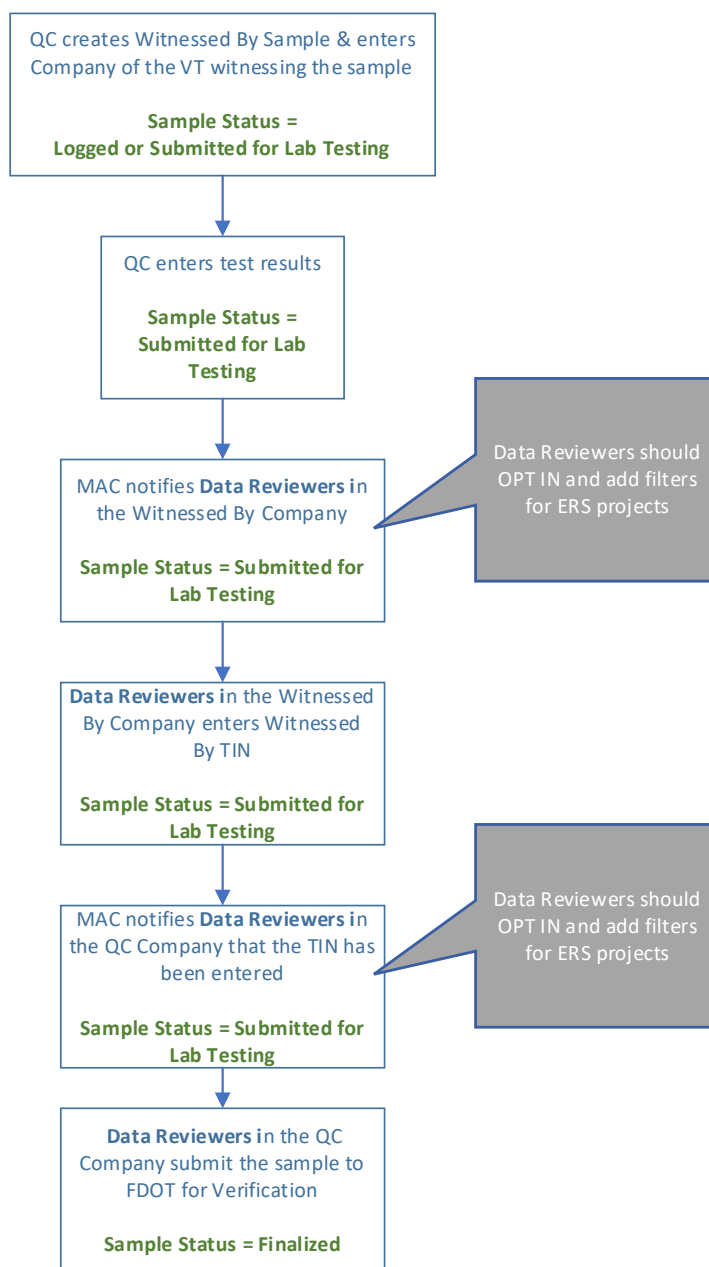 QC creates Witnessed By Sample & enters
Company of the VT witnessing the sample
Sample Status =
Logged or Submitted for Lab Testing
QC enters test results
Sample Status =
Submitted for Lab
Testing
MAC notifies Data Reviewers in
the Witnessed By Company
Sample Status = Submitted for
Lab Testing
Data Reviewers should
OPT IN and add filters
for ERS projects
Data Reviewers in the Witnessed
By Company enters Witnessed
By TIN
Sample Status = Submitted for
Lab Testing
MAC notifies Data Reviewers in
the QC Company that the TIN has
been entered
Sample Status = Submitted for
Lab Testing
Data Reviewers should
OPT IN and add filters
for ERS projects
Data Reviewers in the QC
Company submit the sample to
FDOT for Verification
Sample Status = Finalized